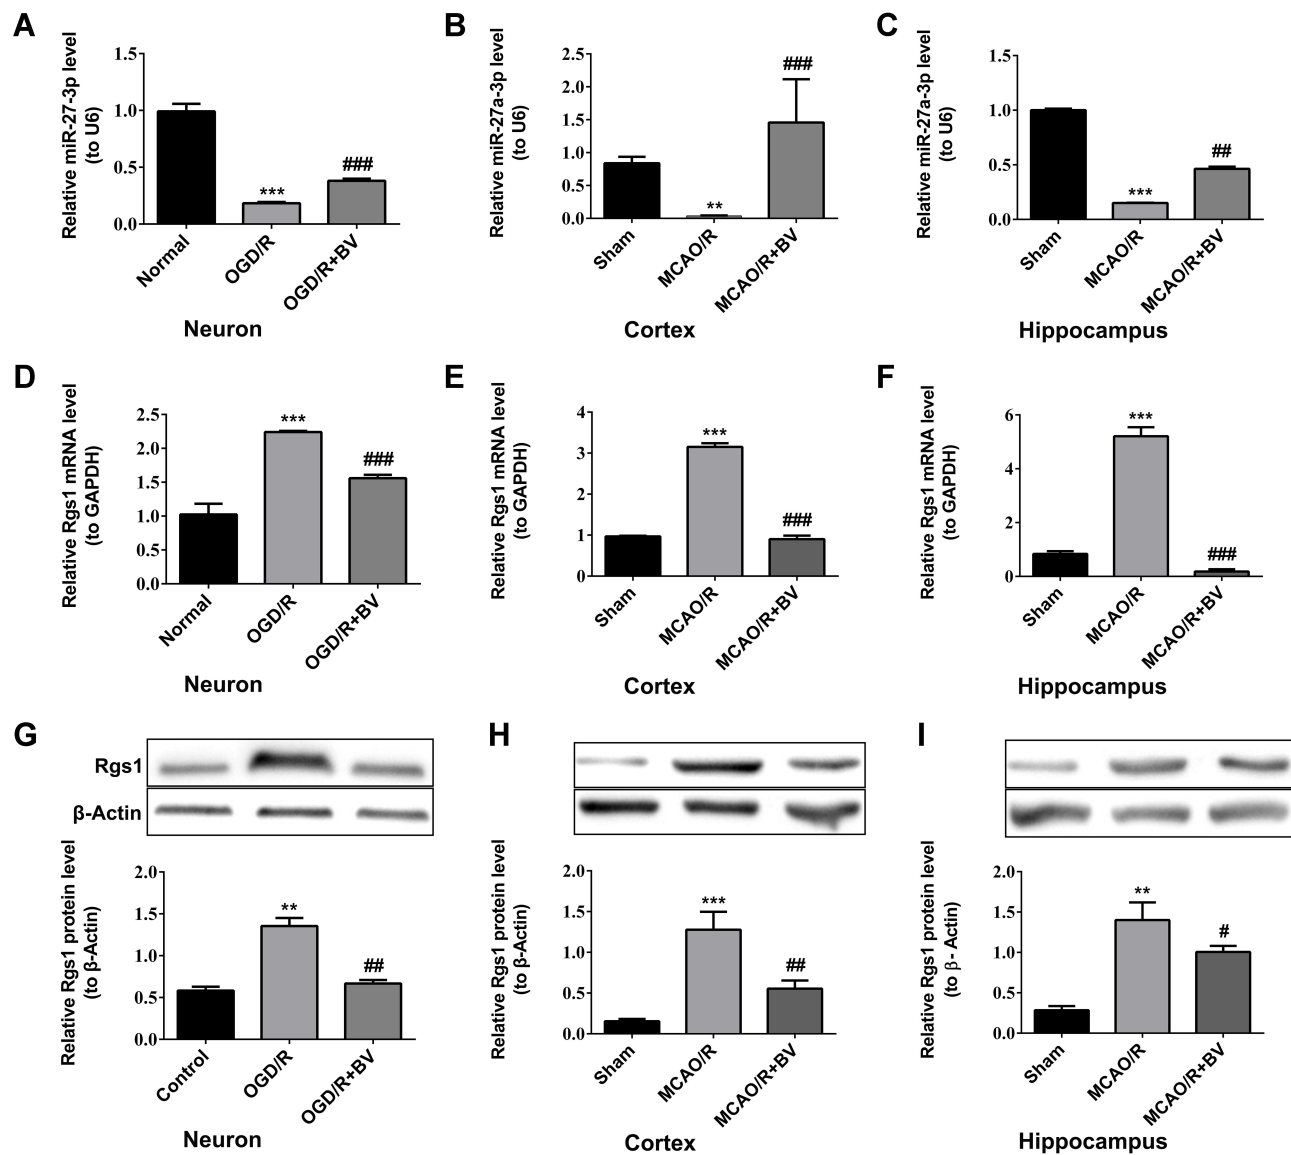 A
Relative miR-27-3p level
(to U6)
1.5
1.0
0.5
0.0
***
###
Normal
OGD/R
OGD/R+BV
Neuron
B
Relative miR-27a-3p level
(to U6)
2.5
2.0
1.5
1.0
0.5
0.0
**
###
Sham
MCAO/R
MCAO/R+BV
Cortex
C
Relative miR-27a-3p level
(to U6)
1.5
1.0
0.5
0.0
***
##
Sham
MCAO/R
MCAO/R+BV
Hippocampus
D
Relative Rgs1 mRNA level
(to GAPDH)
2.5
2.0
1.5
1.0
0.5
0.0
***
###
Normal
OGD/R
OGD/R+BV
Neuron
E
Relative Rgs1 mRNA level
(to GAPDH)
4
3
2
1
0
***
###
Sham
MCAO/R
MCAO/R+BV
Cortex
F
Relative Rgs1 mRNA level
(to GAPDH)
6
4
2
0
***
###
Sham
MCAO/R
MCAO/R+BV
Hippocampus
G
Rgs1
β-Actin
Relative Rgs1 protein level
(to β-Actin)
2.0
1.5
1.0
0.5
0.0
**
##
Control
OGD/R
OGD/R+BV
Neuron
H
Relative Rgs1 protein level
(to β-Actin)
2.0
1.5
1.0
0.5
0.0
***
##
Sham
MCAO/R
MCAO/R+BV
Cortex
I
Relative Rgs1 protein level
(to β- Actin)
2.0
1.5
1.0
0.5
0.0
**
#
Sham
MCAO/R
MCAO/R+BV
Hippocampus